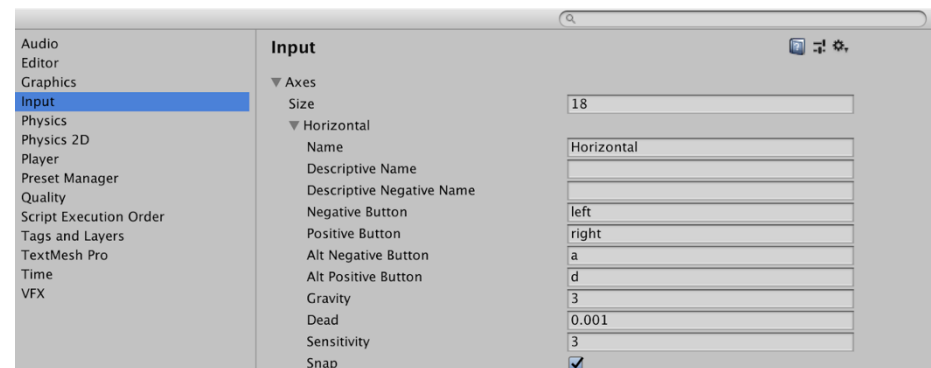 Audio
Editor
Graphics
Input
Physics
Physics 2D
Player
Preset Manager
Quality
Script Execution Order
Tags and Layers
TextMesh Pro
Time
VFX
Input
Axes
Size 18
Horizontal
Name Horizontal
Descriptive Name
Descriptive Negative Name
Negative Button left
Positive Button right
Alt Negative Button a
Alt Positive Button d
Gravity 3
Dead 0.001
Sensitivity 3
Snap